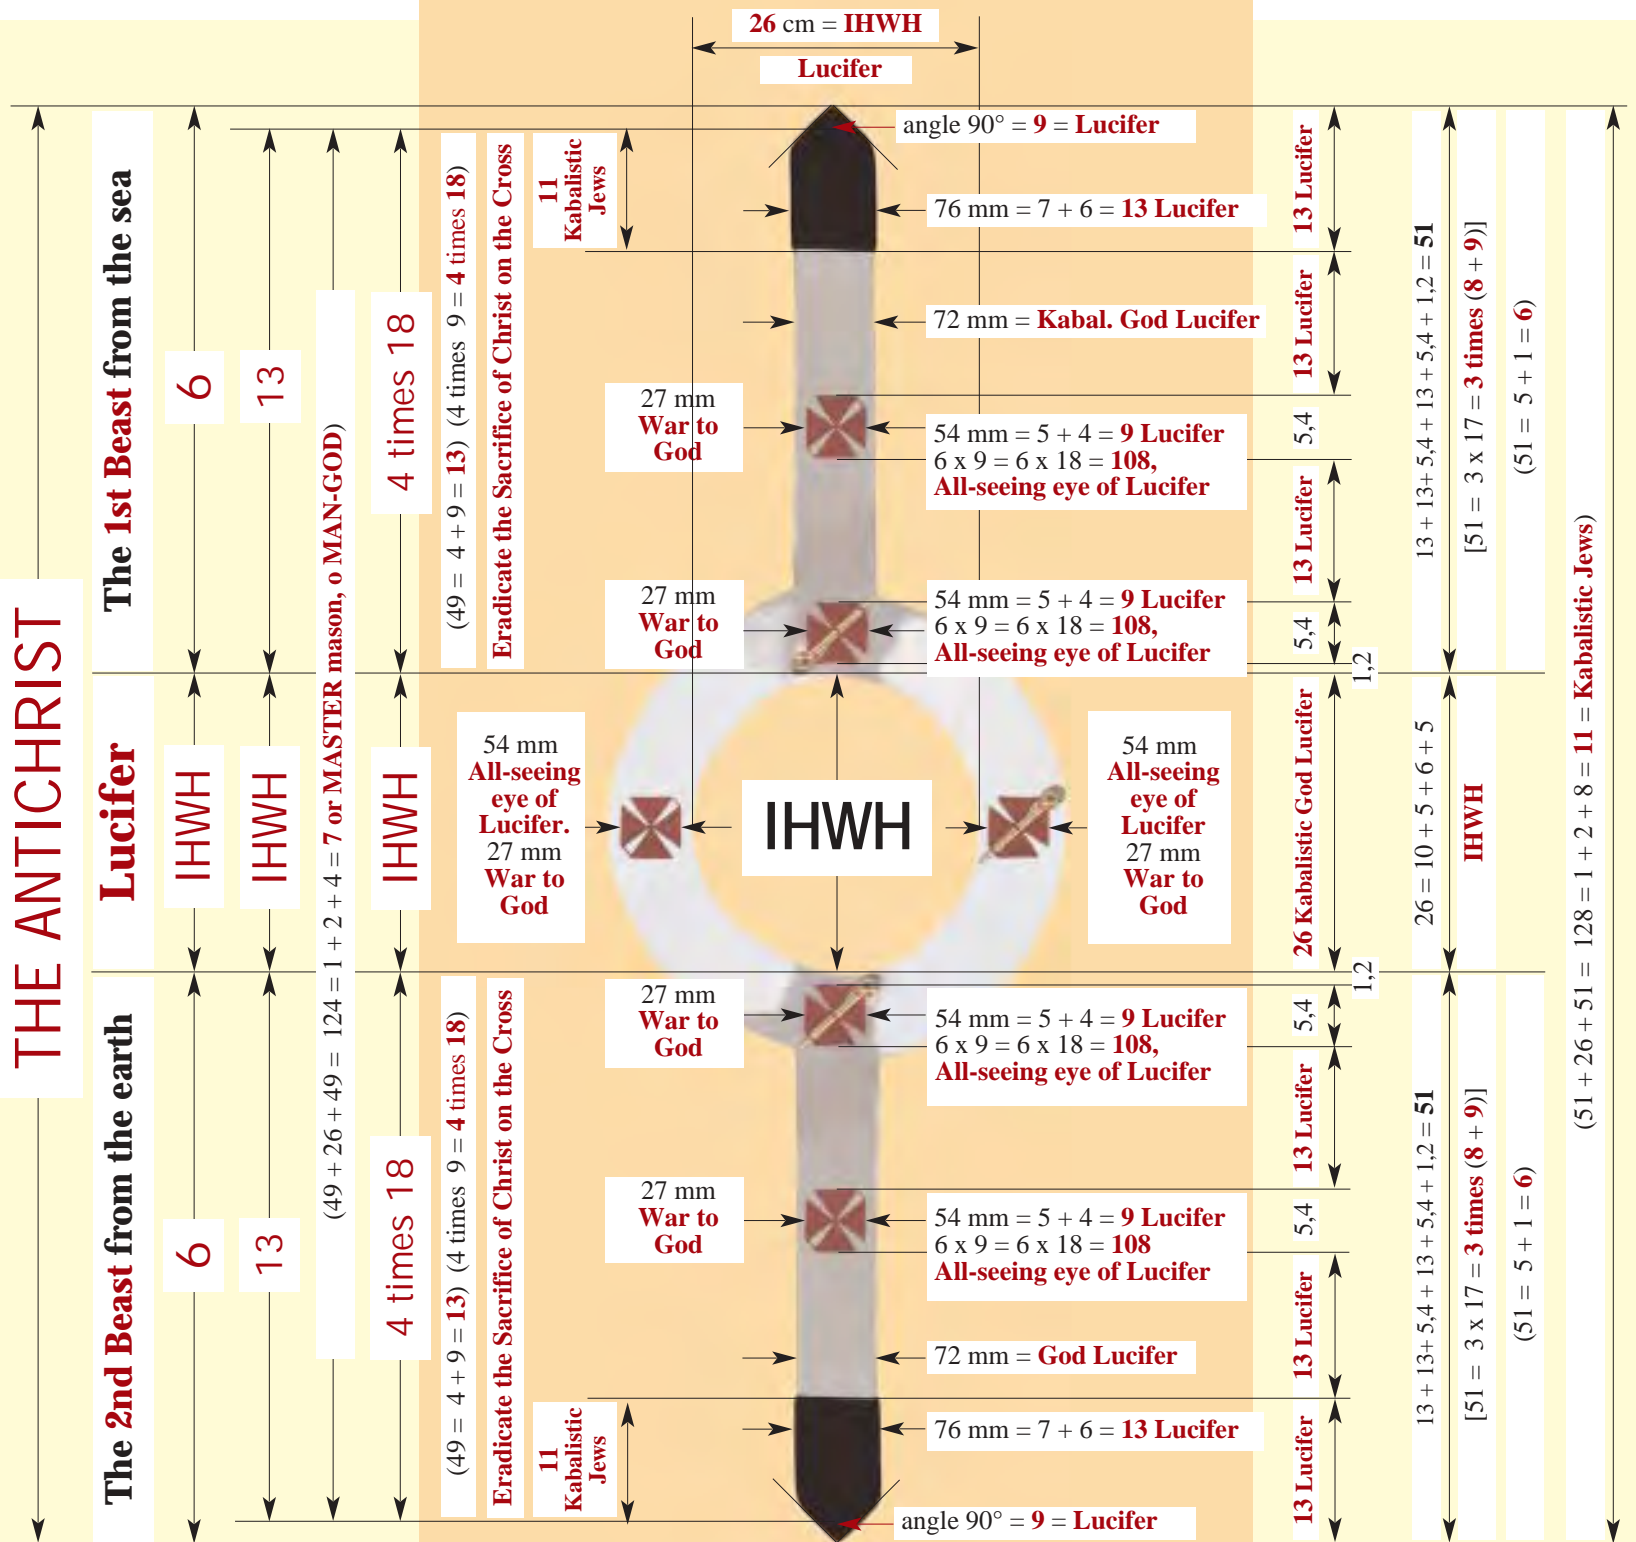 26 cm = IHWH
Lucifer
angle 90° = 9 = Lucifer
76 mm = 7 + 6 = 13 Lucifer
72 mm = Kabal. God Lucifer
27 mm
War to
God
54 mm = 5 + 4 = 9 Lucifer
6 x 9 = 6 x 18 = 108,
All-seeing eye of Lucifer
27 mm
War to
God
54 mm = 5 + 4 = 9 Lucifer
6 x 9 = 6 x 18 = 108,
All-seeing eye of Lucifer
54 mm
All-seeing
eye of
Lucifer.
27 mm
War to
God
IHWH
54 mm
All-seeing
eye of
Lucifer
27 mm
War to
God
27 mm
War to
God
54 mm = 5 + 4 = 9 Lucifer
6 x 9 = 6 x 18 = 108,
All-seeing eye of Lucifer
27 mm
War to
God
54 mm = 5 + 4 = 9 Lucifer
6 x 9 = 6 x 18 = 108
All-seeing eye of Lucifer
72 mm = God Lucifer
76 mm = 7 + 6 = 13 Lucifer
angle 90° = 9 = Lucifer
THE ANTICHRIST
The 1st Beast from the sea
Lucifer
The 2nd Beast from the earth
6
IHWH
6
13
IHWH
13
(49 + 26 + 49 = 124 = 1 + 2 + 4 = 7 or MASTER mason, o MAN-GOD)
4 times 18
IHWH
4 times 18
(49 = 4 + 9 = 13) (4 times 9 = 4 times 18)
Eradicate the Sacrifice of Christ on the Cross
11
Kabalistic
Jews
(49 = 4 + 9 = 13) (4 times 9 = 4 times 18)
Eradicate the Sacrifice of Christ on the Cross
11
Kabalistic
Jews
13 Lucifer
13 Lucifer
5,4
13 Lucifer
5,4
1,2
26 Kabalistic God Lucifer
1,2
5,4
13 Lucifer
5,4
13 Lucifer
13 Lucifer
13 + 13+ 5,4 + 13 + 5,4 + 1,2 = 51
[51 = 3 x 17 = 3 times (8 + 9)]
(51 = 5 + 1 = 6)
26 = 10 + 5 + 6 + 5
IHWH
13 + 13+ 5,4 + 13 + 5,4 + 1,2 = 51
[51 = 3 x 17 = 3 times (8 + 9)]
(51 = 5 + 1 = 6)
(51 + 26 + 51 = 128 = 1 + 2 + 8 = 11 = Kabalistic Jews)